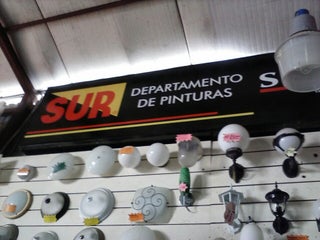 SUR
DEPARTAMENTO
DE PINTURAS
S